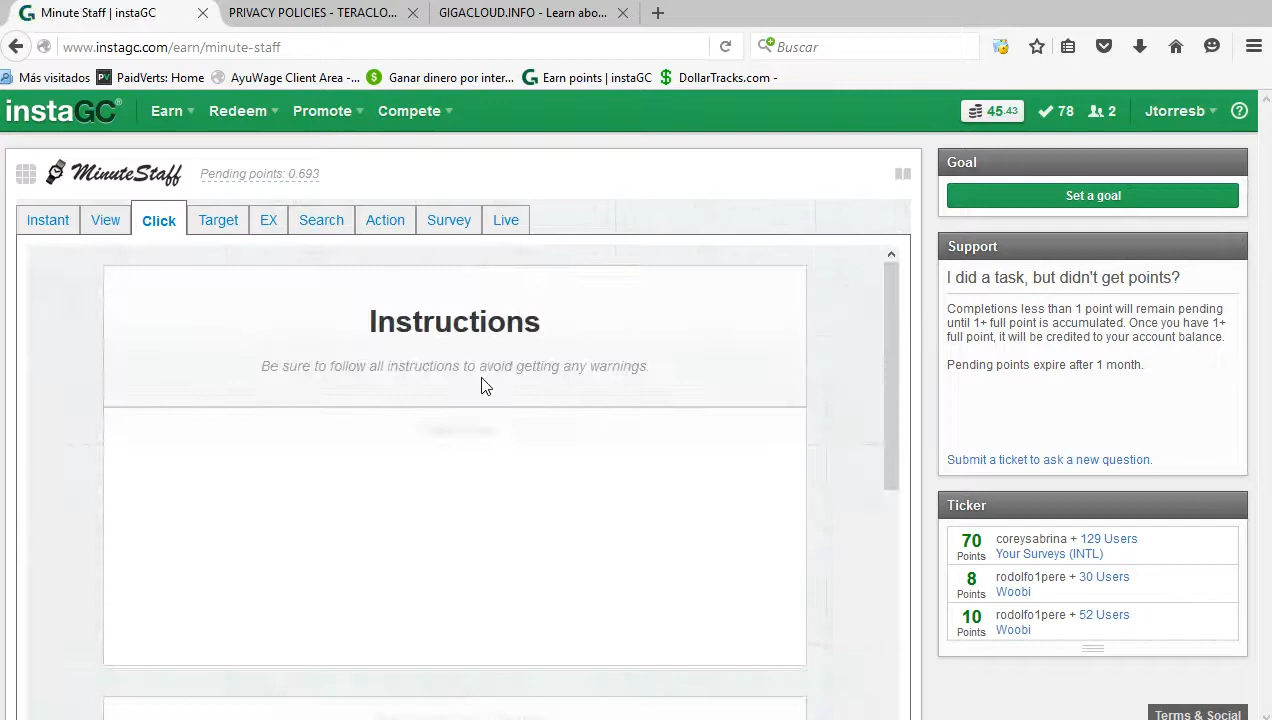 Minute Staff | instaGC
PRIVACY POLICIES - TERACLO...
GIGACLOUD.INFO - Learn abo...
www.instagc.com/earn/minute-staff
Buscar
Más visitados
PaidVerts: Home
AyuWage Client Area -...
Ganar dinero por inter...
Earn points | instaGC
DollarTracks.com -
instaGC®
Earn
Redeem
Promote
Compete
45.43
78
2
Jtorresb
MinuteStaff
Pending points: 0.693
Instant
View
Click
Target
EX
Search
Action
Survey
Live
Instructions
Be sure to follow all instructions to avoid getting any warnings.
Goal
Set a goal
Support
I did a task, but didn't get points?
Completions less than 1 point will remain pending
until 1+ full point is accumulated. Once you have 1+
full point, it will be credited to your account balance.
Pending points expire after 1 month.
Submit a ticket to ask a new question.
Ticker
70
Points
coreysabrina + 129 Users
Your Surveys (INTL)
8
Points
rodolfo1pere + 30 Users
Woobi
10
Points
rodolfo1pere + 52 Users
Woobi
Terms & Social